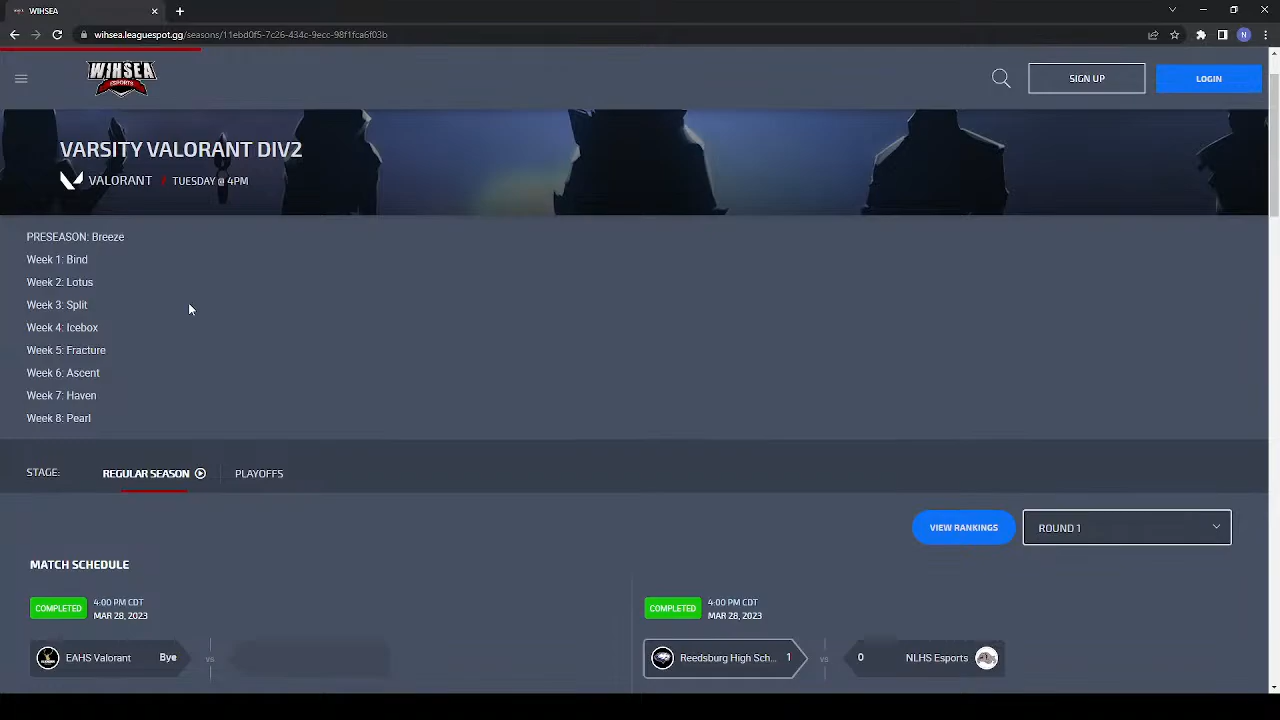 WIHSEA
wihsea.leaguespot.gg/seasons/11ebd0f5-7c26-434c-9ecc-98f1fca6f03b
WIHSEA
ESPORTS
SIGN UP
LOGIN
VARSITY VALORANT DIV2
VALORANT / TUESDAY @ 4PM
PRESEASON: Breeze
Week 1: Bind
Week 2: Lotus
Week 3: Split
Week 4: Icebox
Week 5: Fracture
Week 6: Ascent
Week 7: Haven
Week 8: Pearl
STAGE: REGULAR SEASON PLAYOFFS
VIEW RANKINGS ROUND 1
MATCH SCHEDULE
COMPLETED 4:00 PM CDT
MAR 28, 2023
EAHS Valorant Bye vs
COMPLETED 4:00 PM CDT
MAR 28, 2023
Reedsburg High Sch... 1 vs 0 NLHS Esports
N